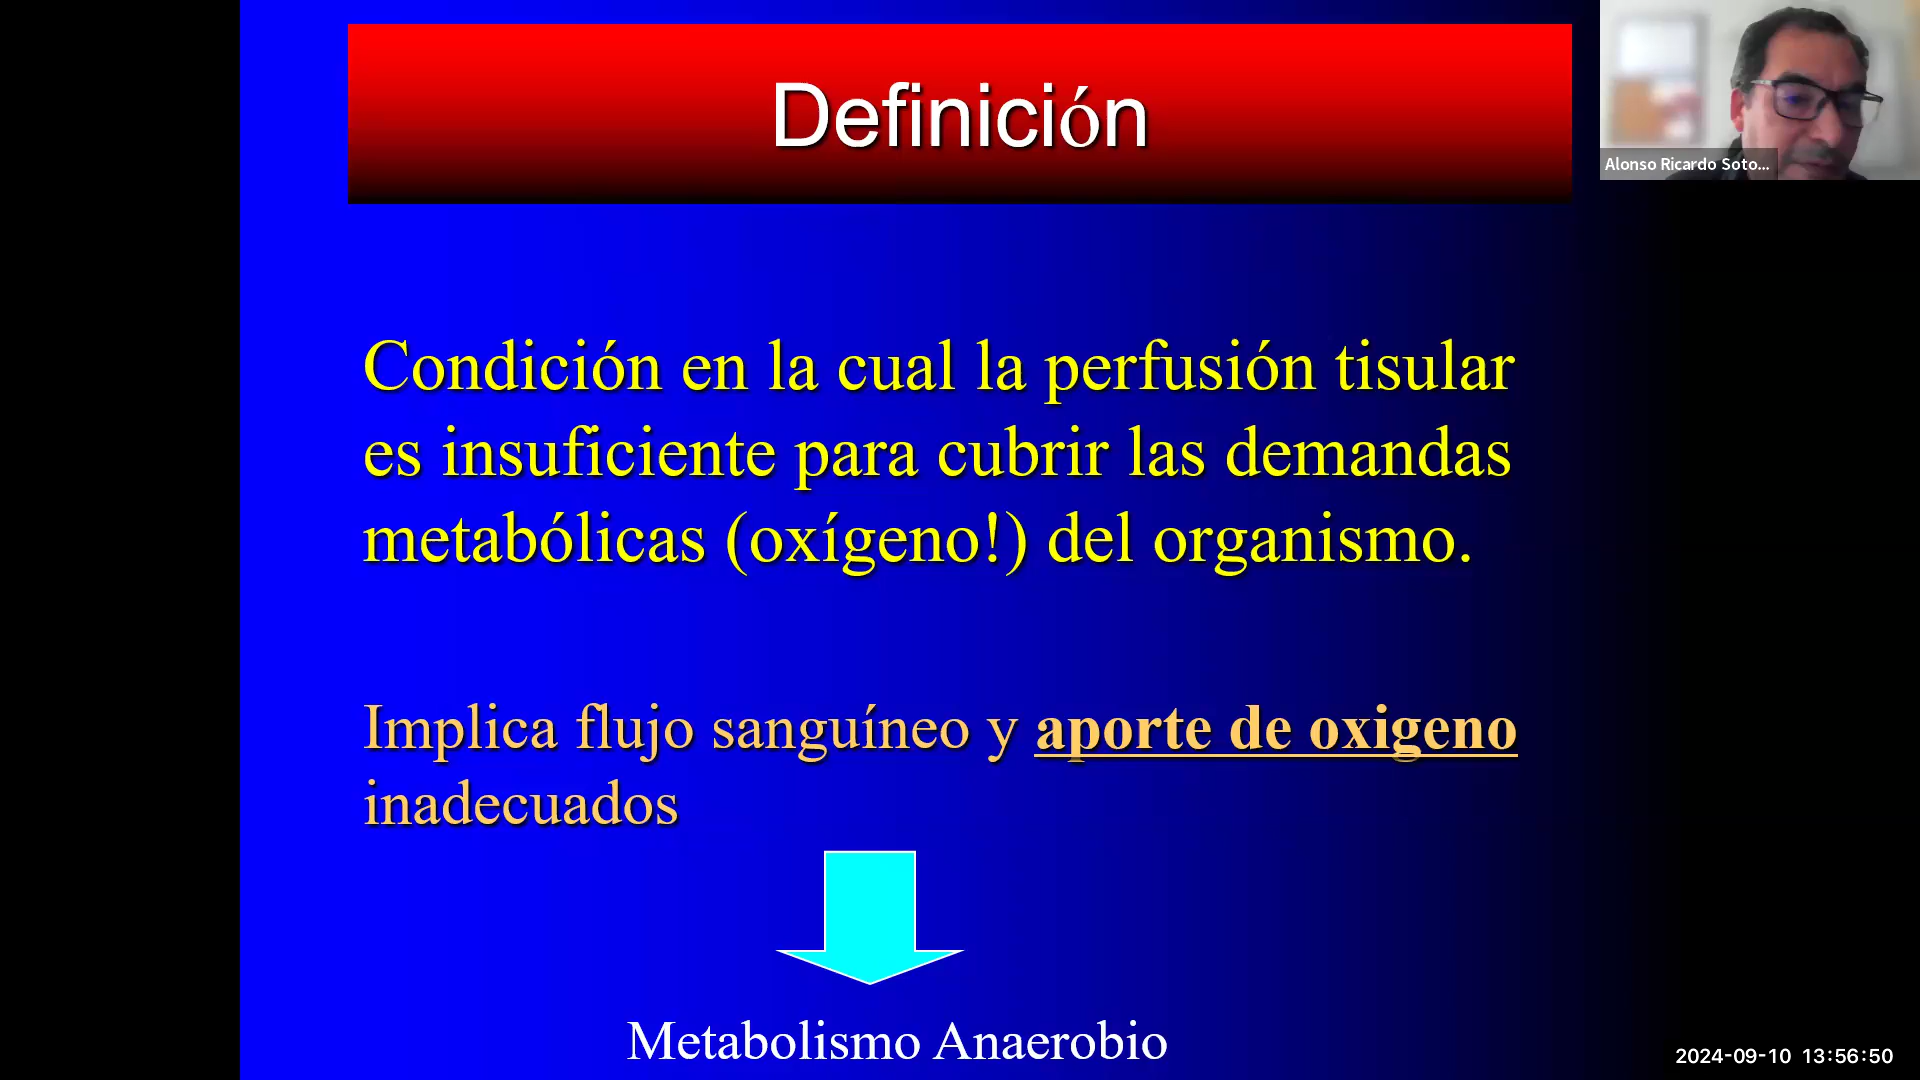 Definición
Alonso Ricardo Soto...
Condición en la cual la perfusión tisular
es insuficiente para cubrir las demandas
metabólicas (oxígeno!) del organismo.
Implica flujo sanguíneo y aporte de oxigeno
inadecuados
Metabolismo Anaerobio
2024-09-10 13:56:50